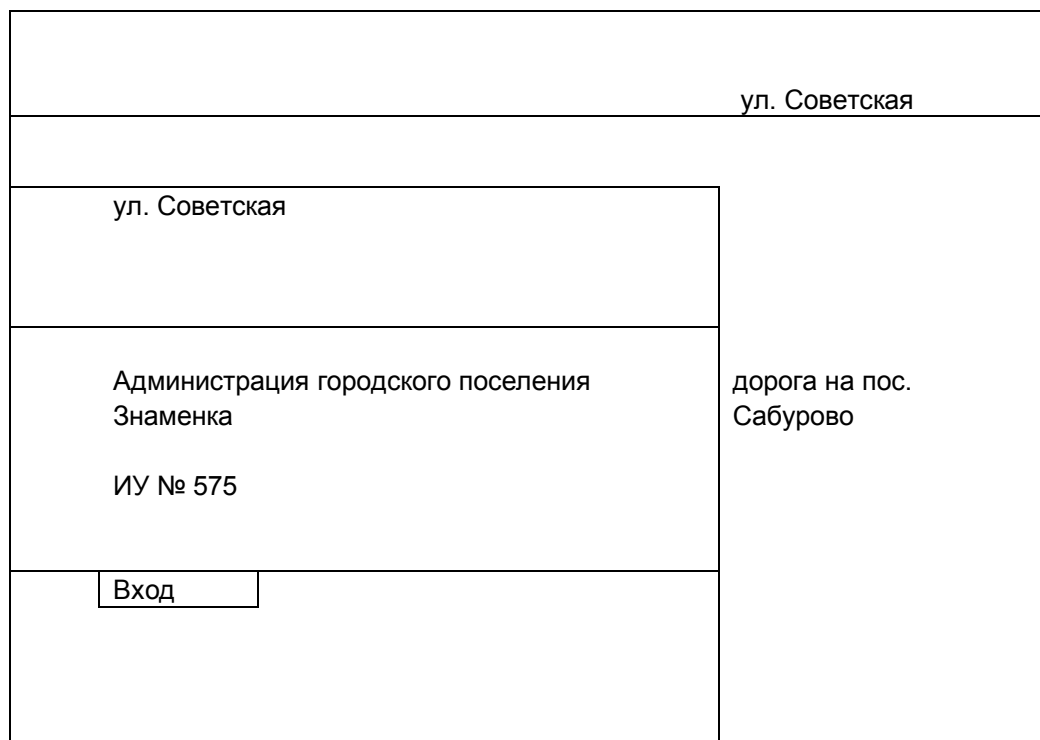 ул. Советская
ул. Советская
Администрация городского поселения
Знаменка
дорога на пос.
Сабурово
ИУ № 575
Вход